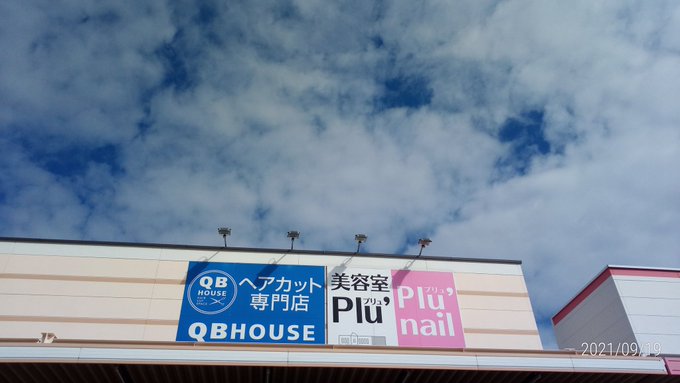 QB
HOUSE
ヘアカット
専門店
QBHOUSE
美容室
プリュ
Plu'
プリュ
Plu'
nail
2021/09/19